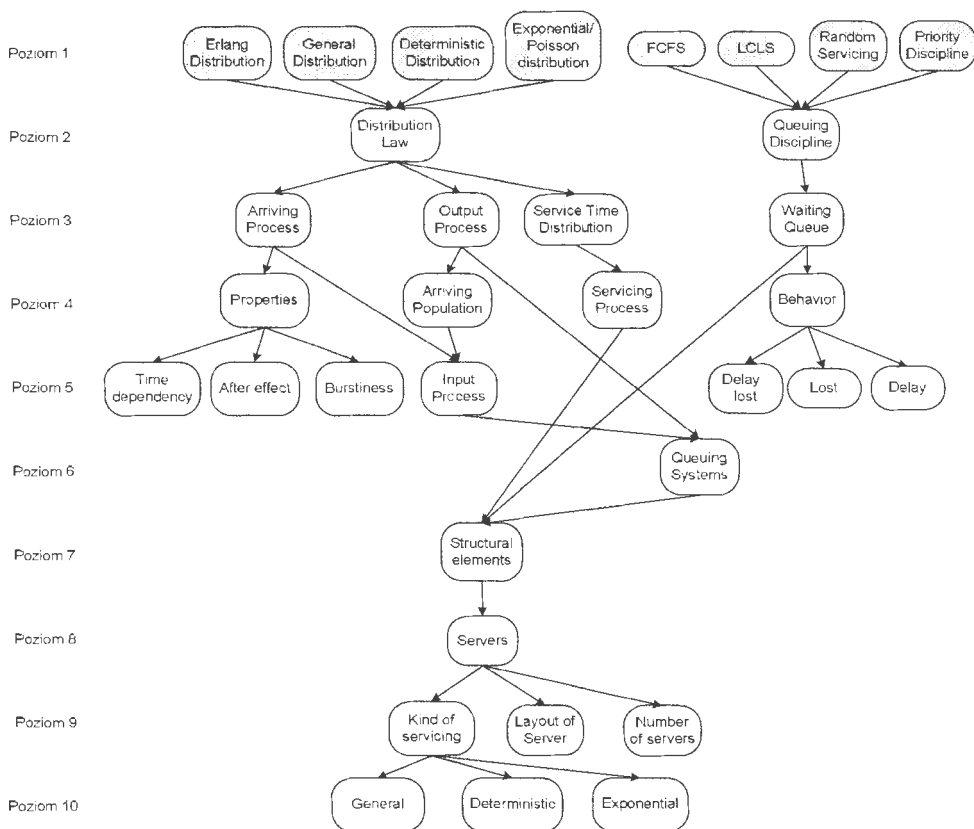 Poziom 1
Erlang
Distribution
General
Distribution
Deterministic
Distribution
Exponential/
Poisson
distribution
FCFS
LCLS
Random
Servicing
Priority
Discipline
Poziom 2
Distribution
Law
Queuing
Discipline
Poziom 3
Arriving
Process
Output
Process
Service Time
Distribution
Waiting
Queue
Poziom 4
Properties
Arriving
Population
Servicing
Process
Behavior
Poziom 5
Time
dependency
After effect
Burstiness
Input
Process
Delay
lost
Lost
Delay
Poziom 6
Queuing
Systems
Poziom 7
Structural
elements
Poziom 8
Servers
Poziom 9
Kind of
servicing
Layout of
Server
Number
of servers
Poziom 10
General
Deterministic
Exponential